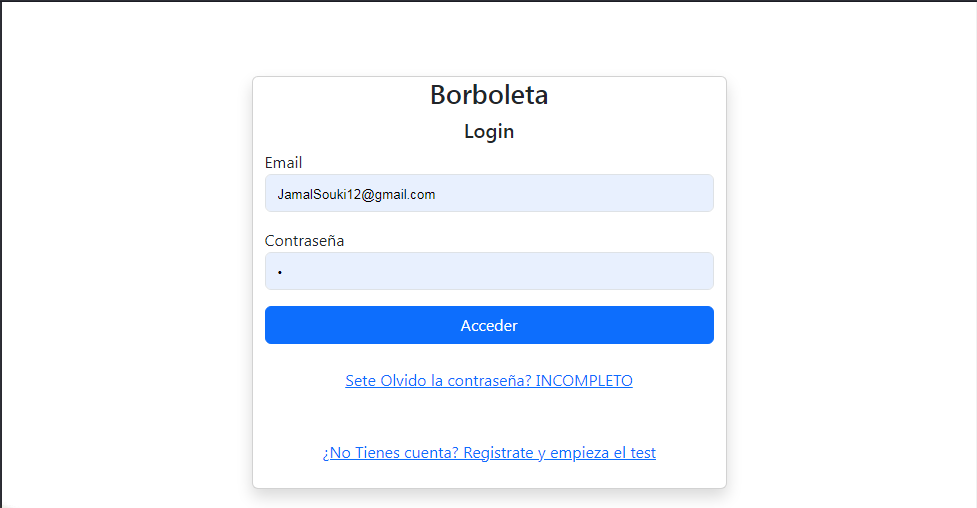 Borboleta
Login
Email
JamalSouki12@gmail.com
Contraseña
•
Acceder
Sete Olvido la contraseña? INCOMPLETO
¿No Tienes cuenta? Registrate y empieza el test